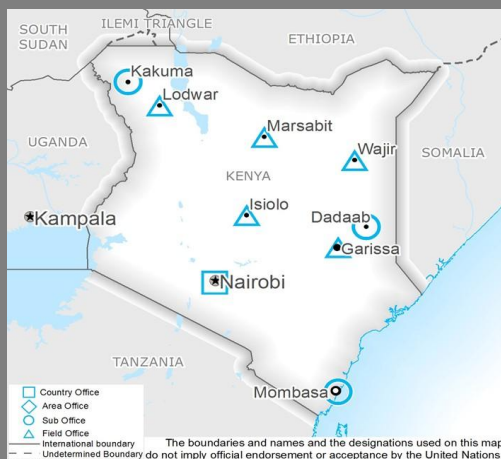 SOUTH
SUDAN
ILEMI TRIANGLE
ETHIOPIA
Kakuma
Lodwar
Marsabit
Wajir
UGANDA
KENYA
SOMALIA
Isiolo
Dadaab
Kampala
Garissa
Nairobi
TANZANIA
Mombasa
Country Office
Area Office
Sub Office
Field Office
International boundary
Undetermined Boundary
The boundaries and names and the designations used on this map
do not imply official endorsement or acceptance by the United Nations